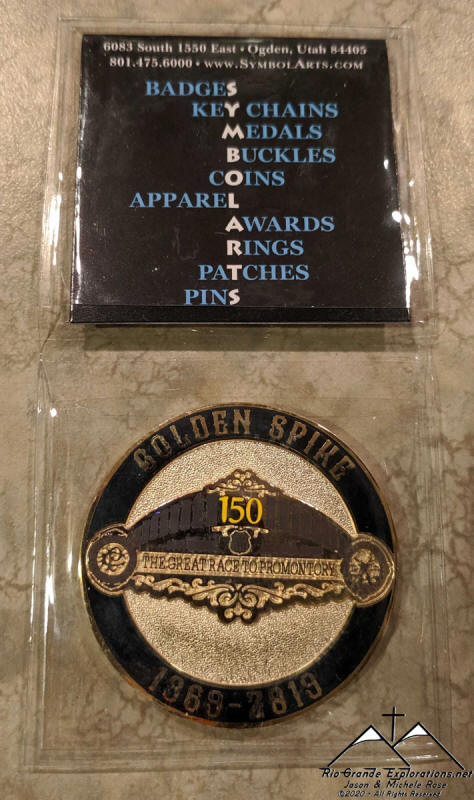 6083 South 1550 East • Ogden, Utah 84405
801.475.6000 • www.SymbolArts.com
BADGES
KEY CHAINS
MEDALS
BUCKLES
COINS
APPAREL
AWARDS
RINGS
PATCHES
PINS
GOLDEN SPIKE
150
THE GREAT RACE TO PROMONTORY
1869-2019
Rio Grande Explorations.net
Jason & Michele Rose
©2020 - All Rights Reserved